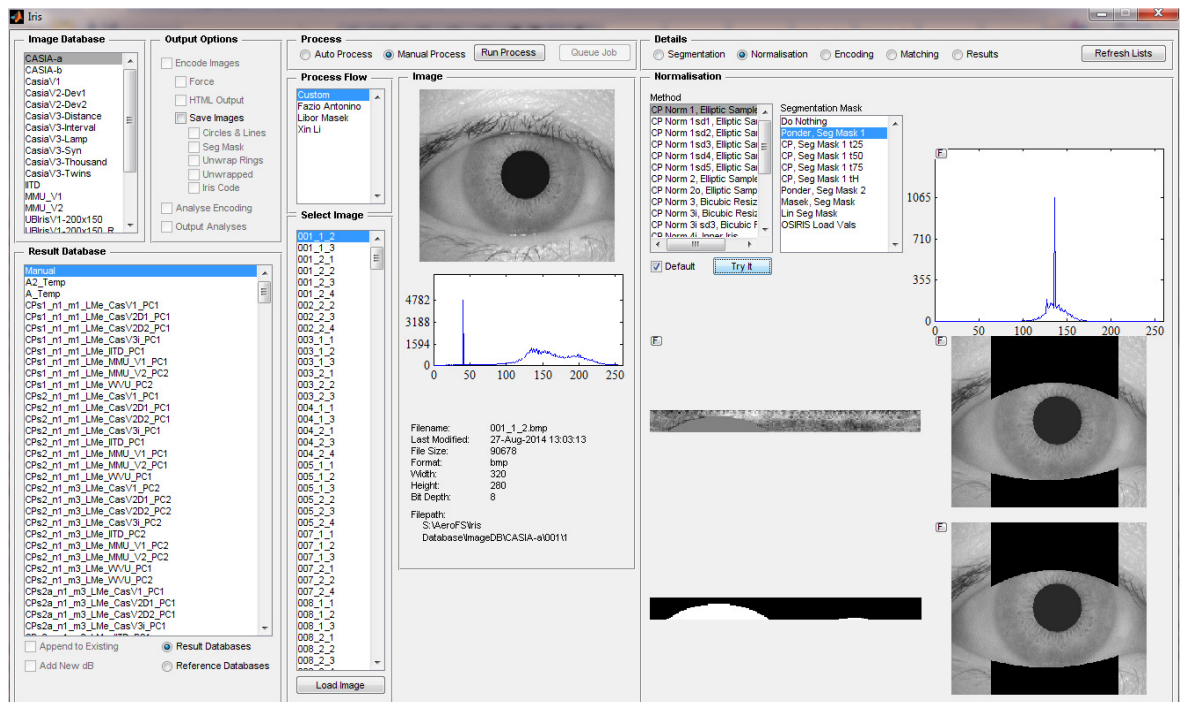 Iris
Image Database
CASIA-a
CASIA-b
CasiaV1
CasiaV2-Dev1
CasiaV2-Dev2
CasiaV3-Distance
CasiaV3-Interval
CasiaV3-Lamp
CasiaV3-Syn
CasiaV3-Thousand
CasiaV3-Twins
IITD
MMU_V1
MMU_V2
UBIrisV1-200x150
UBIrisV1-200x150_R
Output Options
Encode Images
Force
HTML Output
Save Images
Circles & Lines
Seg Mask
Unwrap Rings
Unwrapped
Iris Code
Analyse Encoding
Output Analyses
Result Database
Manual
A2_Temp
A_Temp
CPs1_n1_m1_LMe_CasV1_PC1
CPs1_n1_m1_LMe_CasV2D1_PC1
CPs1_n1_m1_LMe_CasV2D2_PC1
CPs1_n1_m1_LMe_CasV3i_PC1
CPs1_n1_m1_LMe_IITD_PC1
CPs1_n1_m1_LMe_MMU_V1_PC1
CPs1_n1_m1_LMe_MMU_V2_PC2
CPs1_n1_m1_LMe_WVU_PC2
CPs2_n1_m1_LMe_CasV1_PC1
CPs2_n1_m1_LMe_CasV2D1_PC1
CPs2_n1_m1_LMe_CasV2D2_PC1
CPs2_n1_m1_LMe_CasV3i_PC1
CPs2_n1_m1_LMe_IITD_PC1
CPs2_n1_m1_LMe_MMU_V1_PC1
CPs2_n1_m1_LMe_MMU_V2_PC1
CPs2_n1_m1_LMe_WVU_PC1
CPs2_n1_m3_LMe_CasV1_PC2
CPs2_n1_m3_LMe_CasV2D1_PC2
CPs2_n1_m3_LMe_CasV2D2_PC2
CPs2_n1_m3_LMe_CasV3i_PC2
CPs2_n1_m3_LMe_IITD_PC2
CPs2_n1_m3_LMe_MMU_V1_PC2
CPs2_n1_m3_LMe_MMU_V2_PC2
CPs2_n1_m3_LMe_WVU_PC1
CPs2_n1_m3_LMe_WVU_PC2
CPs2a_n1_m3_LMe_CasV1_PC1
CPs2a_n1_m3_LMe_CasV2D1_PC1
CPs2a_n1_m3_LMe_CasV2D2_PC1
CPs2a_n1_m3_LMe_CasV3i_PC1
Append to Existing
Result Databases
Add New dB
Reference Databases
Process
Auto Process
Manual Process
Run Process
Queue Job
Process Flow
Custom
Fazio Antonino
Libor Masek
Xin Li
Select Image
001_1_2
001_1_3
001_2_1
001_2_2
001_2_3
001_2_4
002_2_2
002_2_3
002_2_4
003_1_1
003_1_2
003_1_3
003_2_1
003_2_2
003_2_3
004_1_1
004_1_3
004_2_1
004_2_3
004_2_4
005_1_1
005_1_2
005_1_3
005_2_2
005_2_3
005_2_4
007_1_1
007_1_2
007_1_3
007_2_1
007_2_2
007_2_4
008_1_1
008_1_2
008_1_3
008_2_1
008_2_2
008_2_3
Load Image
Image
4782
3188
1594
0
0 50 100 150 200 250
Filename: 001_1_2.bmp
Last Modified: 27-Aug-2014 13:03:13
File Size: 90678
Format: bmp
Width: 320
Height: 280
Bit Depth: 8
Filepath:
S:\AeroFS\Iris
Database\ImageDB\CASIA-a\001\1
Details
Segmentation
Normalisation
Encoding
Matching
Results
Refresh Lists
Normalisation
Method
CP Norm 1, Elliptic Sample
CP Norm 1sd1, Elliptic Sar
CP Norm 1sd2, Elliptic Sar
CP Norm 1sd3, Elliptic Sar
CP Norm 1sd4, Elliptic Sar
CP Norm 1sd5, Elliptic Sar
CP Norm 2, Elliptic Sample
CP Norm 2o, Elliptic Samp
CP Norm 3, Bicubic Resiz
CP Norm 3i, Bicubic Resiz
CP Norm 3i sd3, Bicubic F
CP Norm 4i, Inner Iris
Segmentation Mask
Do Nothing
Ponder, Seg Mask 1
CP, Seg Mask 1 t25
CP, Seg Mask 1 t50
CP, Seg Mask 1 t75
CP, Seg Mask 1 tH
Ponder, Seg Mask 2
Masek, Seg Mask
Lin Seg Mask
OSIRIS Load Vals
Default
Try It
F
1065
710
355
0
0 50 100 150 200 250
F
F
F